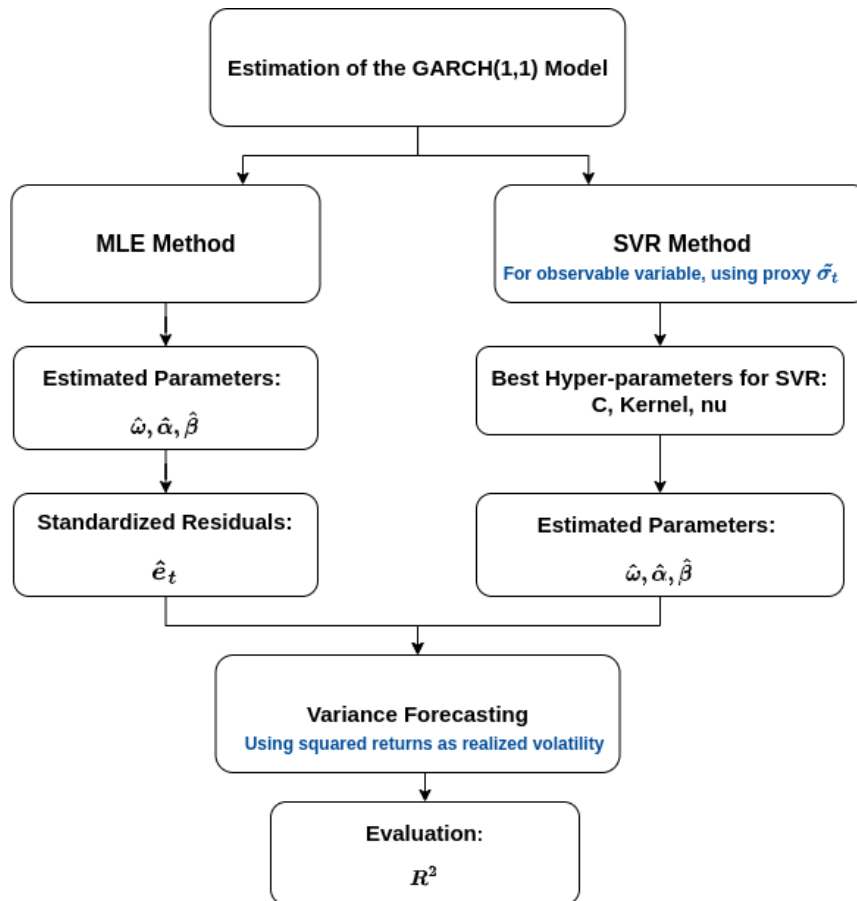 Estimation of the GARCH(1,1) Model
MLE Method
SVR Method
For observable variable, using proxy σ̃ₜ
Estimated Parameters:
ω̂, α̂, β̂
Best Hyper-parameters for SVR:
C, Kernel, nu
Standardized Residuals:
êₜ
Estimated Parameters:
ω̂, α̂, β̂
Variance Forecasting
Using squared returns as realized volatility
Evaluation:
R²